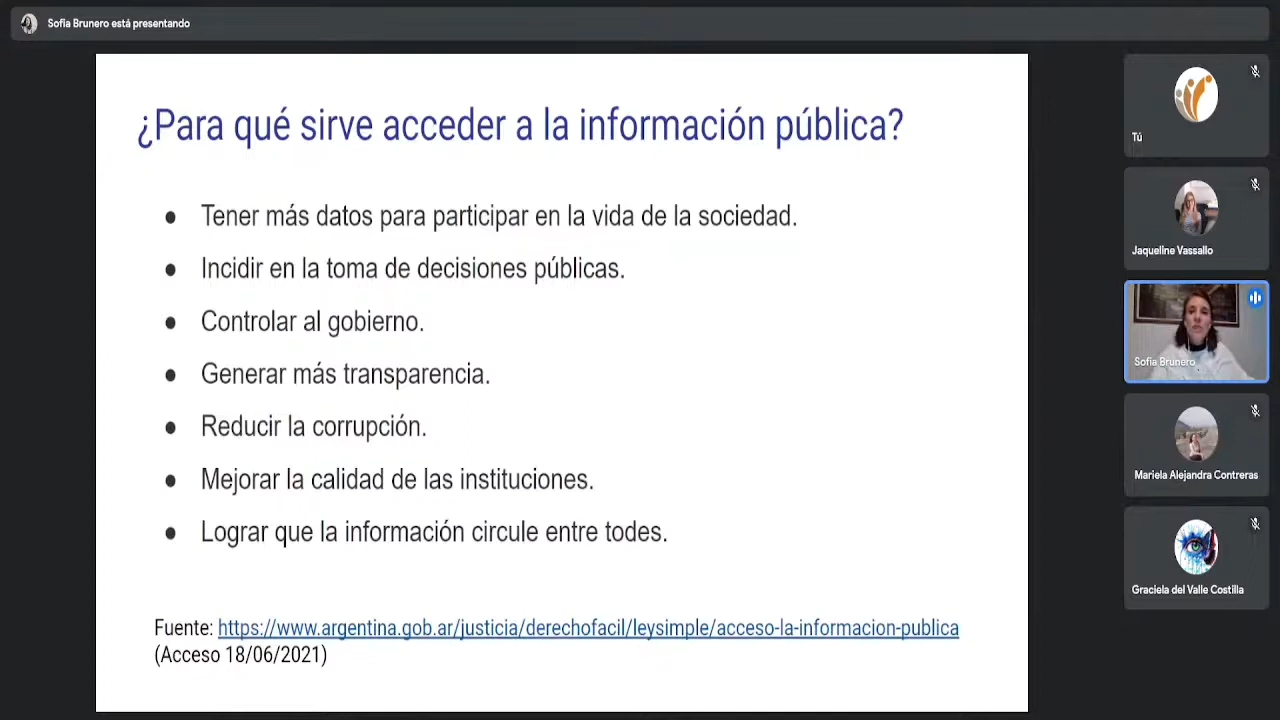 Sofia Brunero está presentando
¿Para qué sirve acceder a la información pública?
● Tener más datos para participar en la vida de la sociedad.
● Incidir en la toma de decisiones públicas.
● Controlar al gobierno.
● Generar más transparencia.
● Reducir la corrupción.
● Mejorar la calidad de las instituciones.
● Lograr que la información circule entre todes.
Fuente: https://www.argentina.gob.ar/justicia/derechofacil/leysimple/acceso-la-informacion-publica
(Acceso 18/06/2021)
Tú
Jaqueline Vassallo
Sofia Brunero
Mariela Alejandra Contreras
Graciela del Valle Costilla